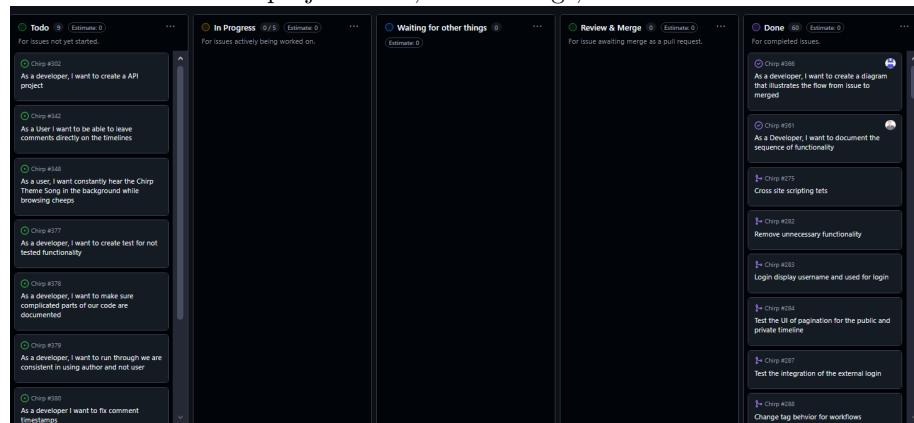 Todo 9 Estimate: 0
For issues not yet started.
Chirp #302
As a developer, I want to create a API
project
Chirp #342
As a User I want to be able to leave
comments directly on the timelines
Chirp #348
As a user, I want constantly hear the Chirp
Theme Song in the background while
browsing cheeps
Chirp #377
As a developer, I want to create test for not
tested functionality
Chirp #378
As a developer, I want to make sure
complicated parts of our code are
documented
Chirp #379
As a developer, I want to run through we are
consistent in using author and not user
Chirp #380
As a developer I want to fix comment
timestamps
In Progress 0 / 5 Estimate: 0
For issues actively being worked on.
Waiting for other things 0
Estimate: 0
Review & Merge 0 Estimate: 0
For issue awaiting merge as a pull request.
Done 60 Estimate: 0
For completed issues.
Chirp #366
As a developer, I want to create a diagram
that illustrates the flow from issue to
merged
Chirp #361
As a Developer, I want to document the
sequence of functionality
Chirp #275
Cross site scripting tets
Chirp #282
Remove unnecessary functionality
Chirp #283
Login display username and used for login
Chirp #284
Test the UI of pagination for the public and
private timeline
Chirp #287
Test the integration of the external login
Chirp #288
Change tag behvior for workflows